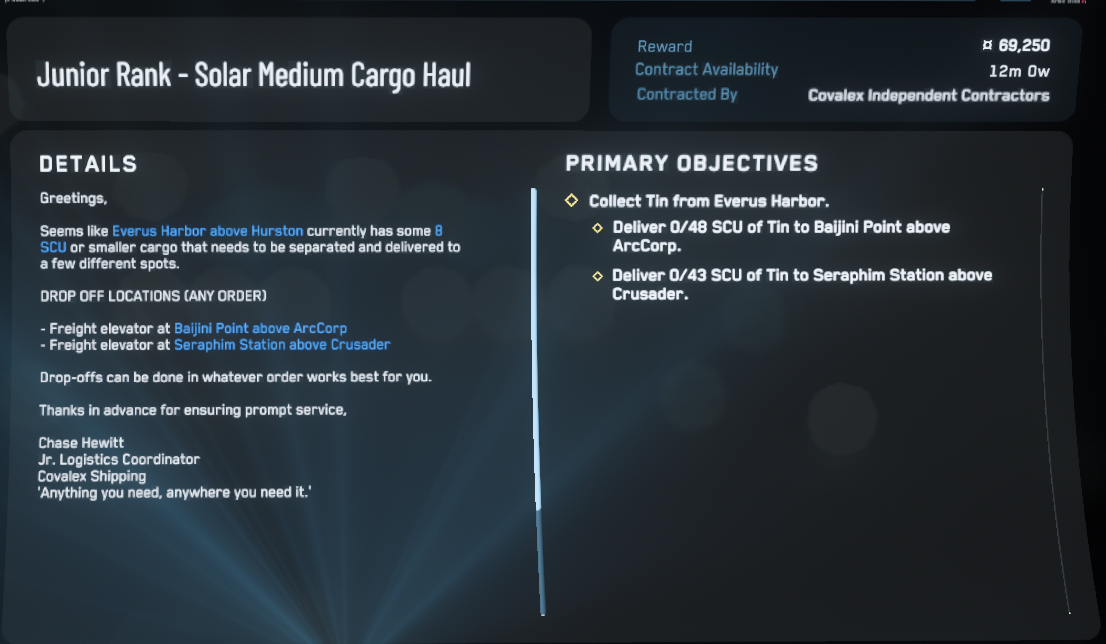 Junior Rank - Solar Medium Cargo Haul
Reward
¤ 69,250
Contract Availability
12m 0w
Contracted By
Covalex Independent Contractors
DETAILS
Greetings,
Seems like Everus Harbor above Hurston currently has some 8
SCU or smaller cargo that needs to be separated and delivered to
a few different spots.
DROP OFF LOCATIONS (ANY ORDER)
- Freight elevator at Baijini Point above ArcCorp
- Freight elevator at Seraphim Station above Crusader
Drop-offs can be done in whatever order works best for you.
Thanks in advance for ensuring prompt service,
Chase Hewitt
Jr. Logistics Coordinator
Covalex Shipping
'Anything you need, anywhere you need it.'
PRIMARY OBJECTIVES
Collect Tin from Everus Harbor.
Deliver 0/48 SCU of Tin to Baijini Point above
ArcCorp.
Deliver 0/43 SCU of Tin to Seraphim Station above
Crusader.